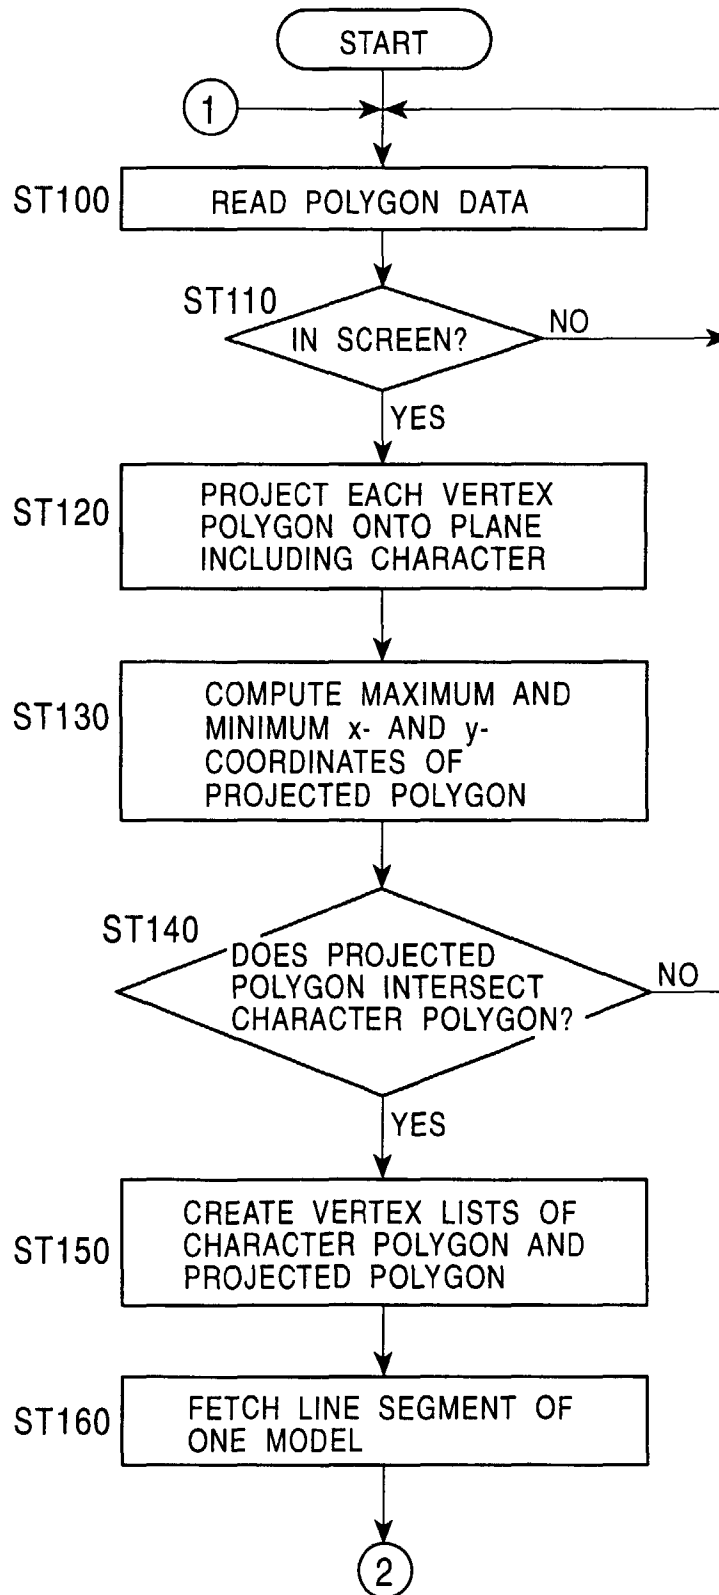 START
1
ST100
READ POLYGON DATA
ST110
IN SCREEN?
NO
YES
ST120
PROJECT EACH VERTEX
POLYGON ONTO PLANE
INCLUDING CHARACTER
ST130
COMPUTE MAXIMUM AND
MINIMUM x- AND y-
COORDINATES OF
PROJECTED POLYGON
ST140
DOES PROJECTED
POLYGON INTERSECT
CHARACTER POLYGON?
NO
YES
ST150
CREATE VERTEX LISTS OF
CHARACTER POLYGON AND
PROJECTED POLYGON
ST160
FETCH LINE SEGMENT OF
ONE MODEL
2